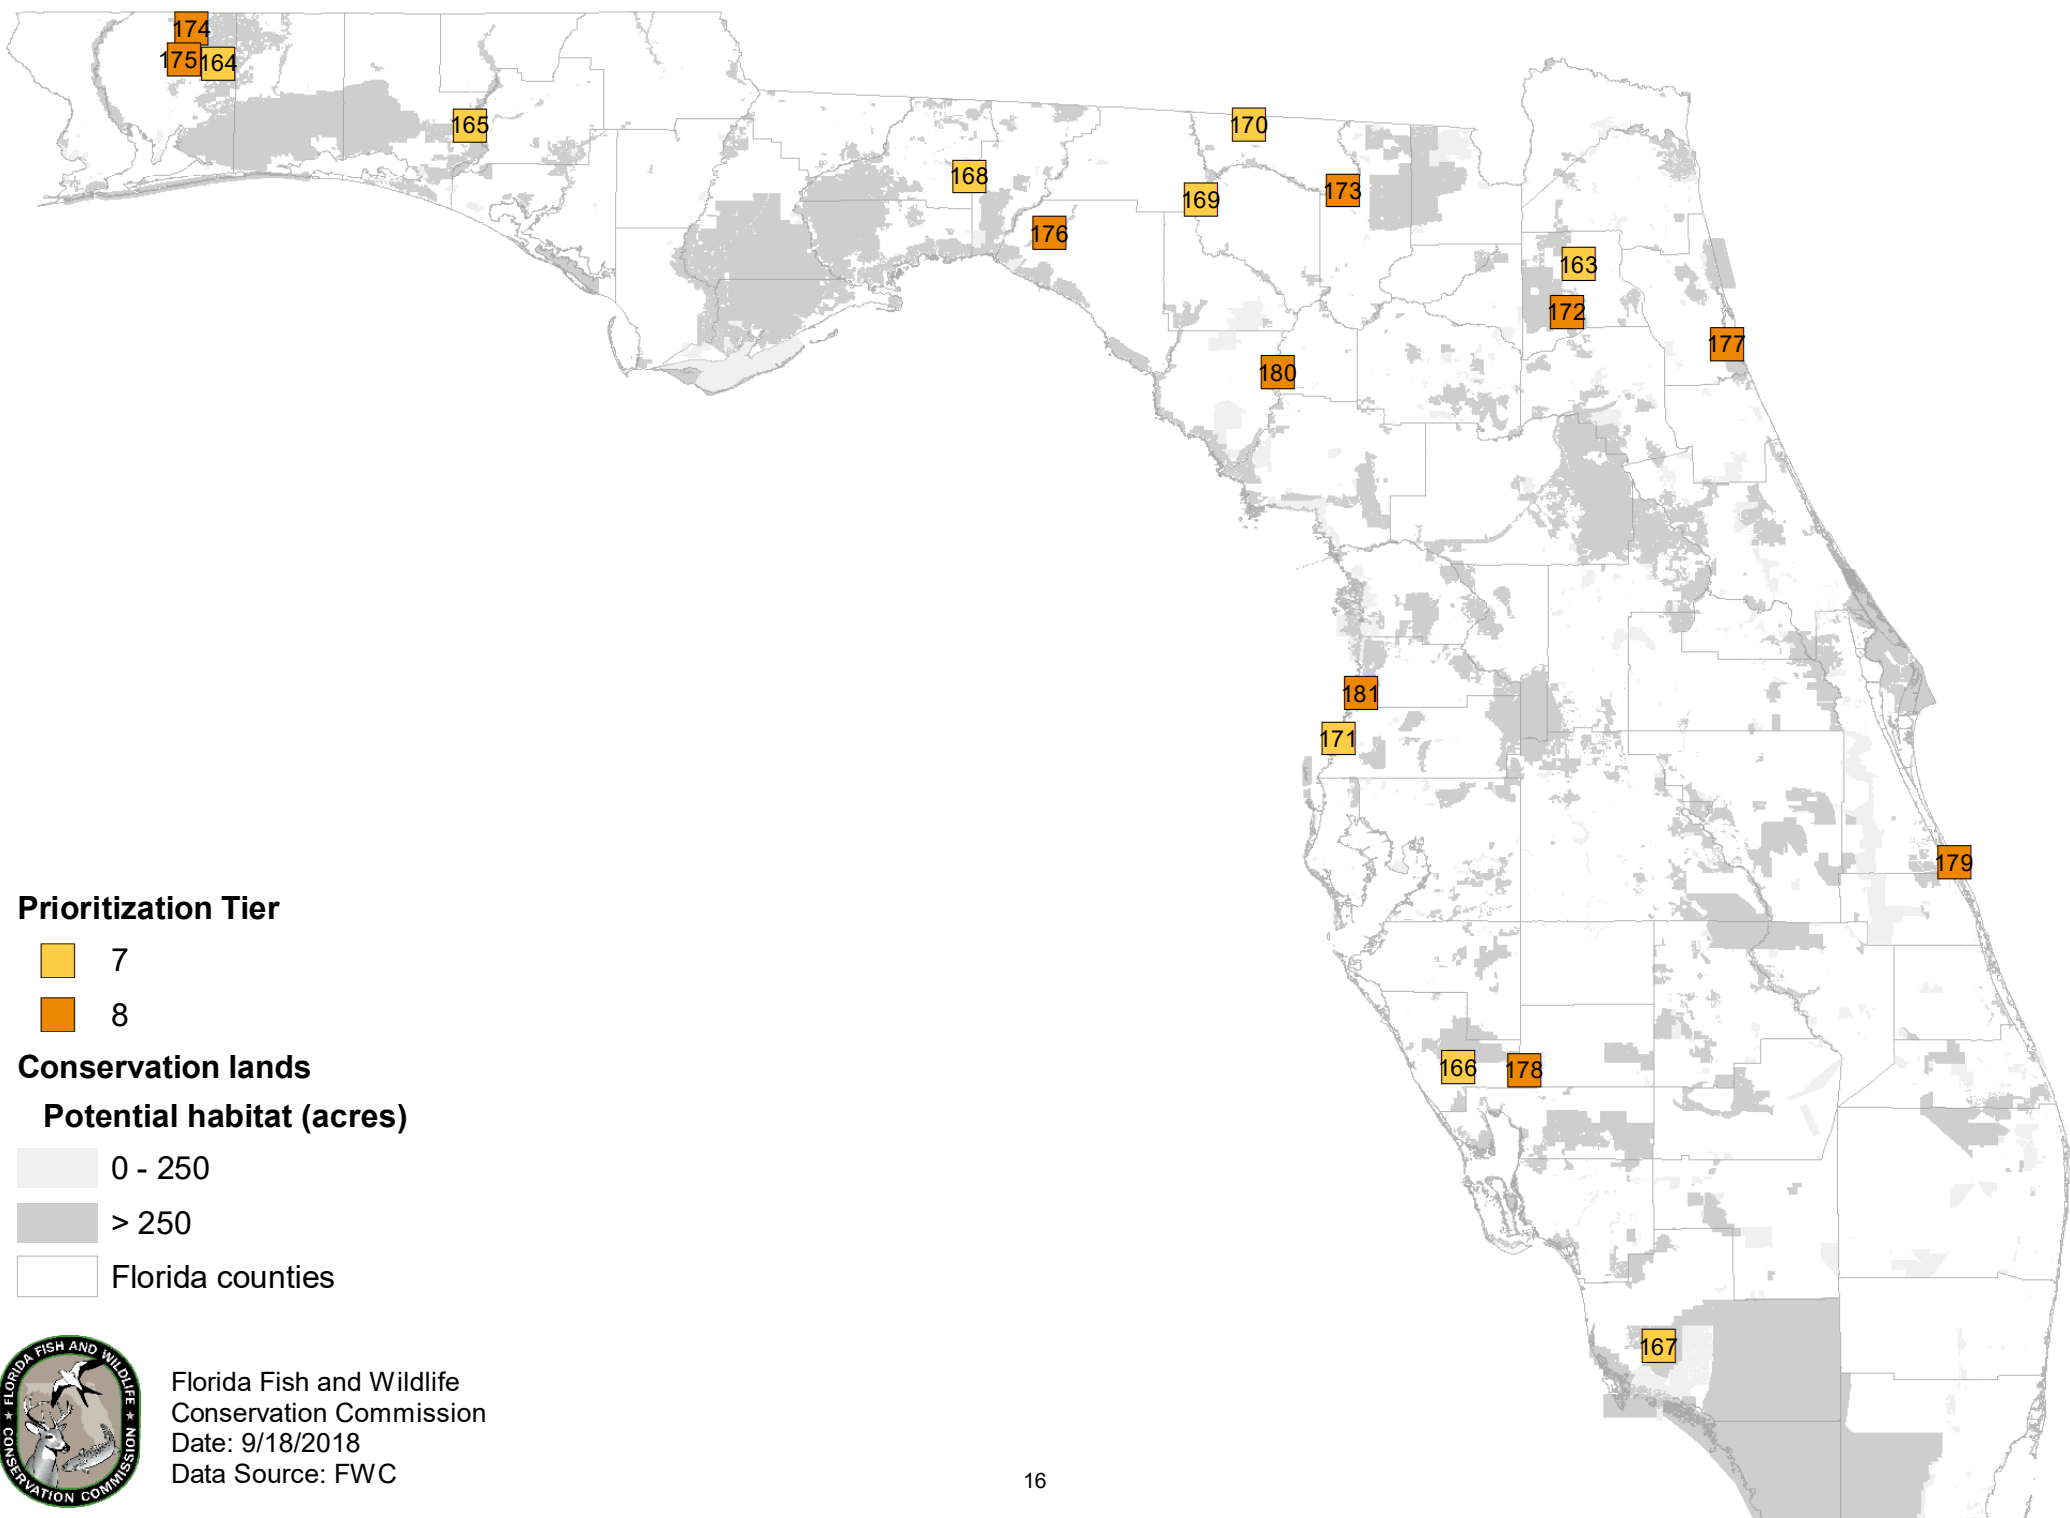 174
175
164
165
170
168
169
173
176
163
172
177
180
181
171
179
166
178
167
Prioritization Tier
7
8
Conservation lands
Potential habitat (acres)
0 - 250
> 250
Florida counties
FLORIDA FISH AND WILDLIFE
CONSERVATION COMMISSION
Florida Fish and Wildlife
Conservation Commission
Date: 9/18/2018
Data Source: FWC
16